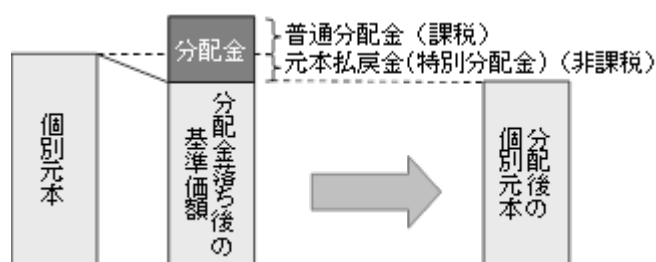 分配金
普通分配金（課税）
元本払戻金(特別分配金)（非課税）
個別元本
分配金落ち後の
基準価額
分配後の
個別元本